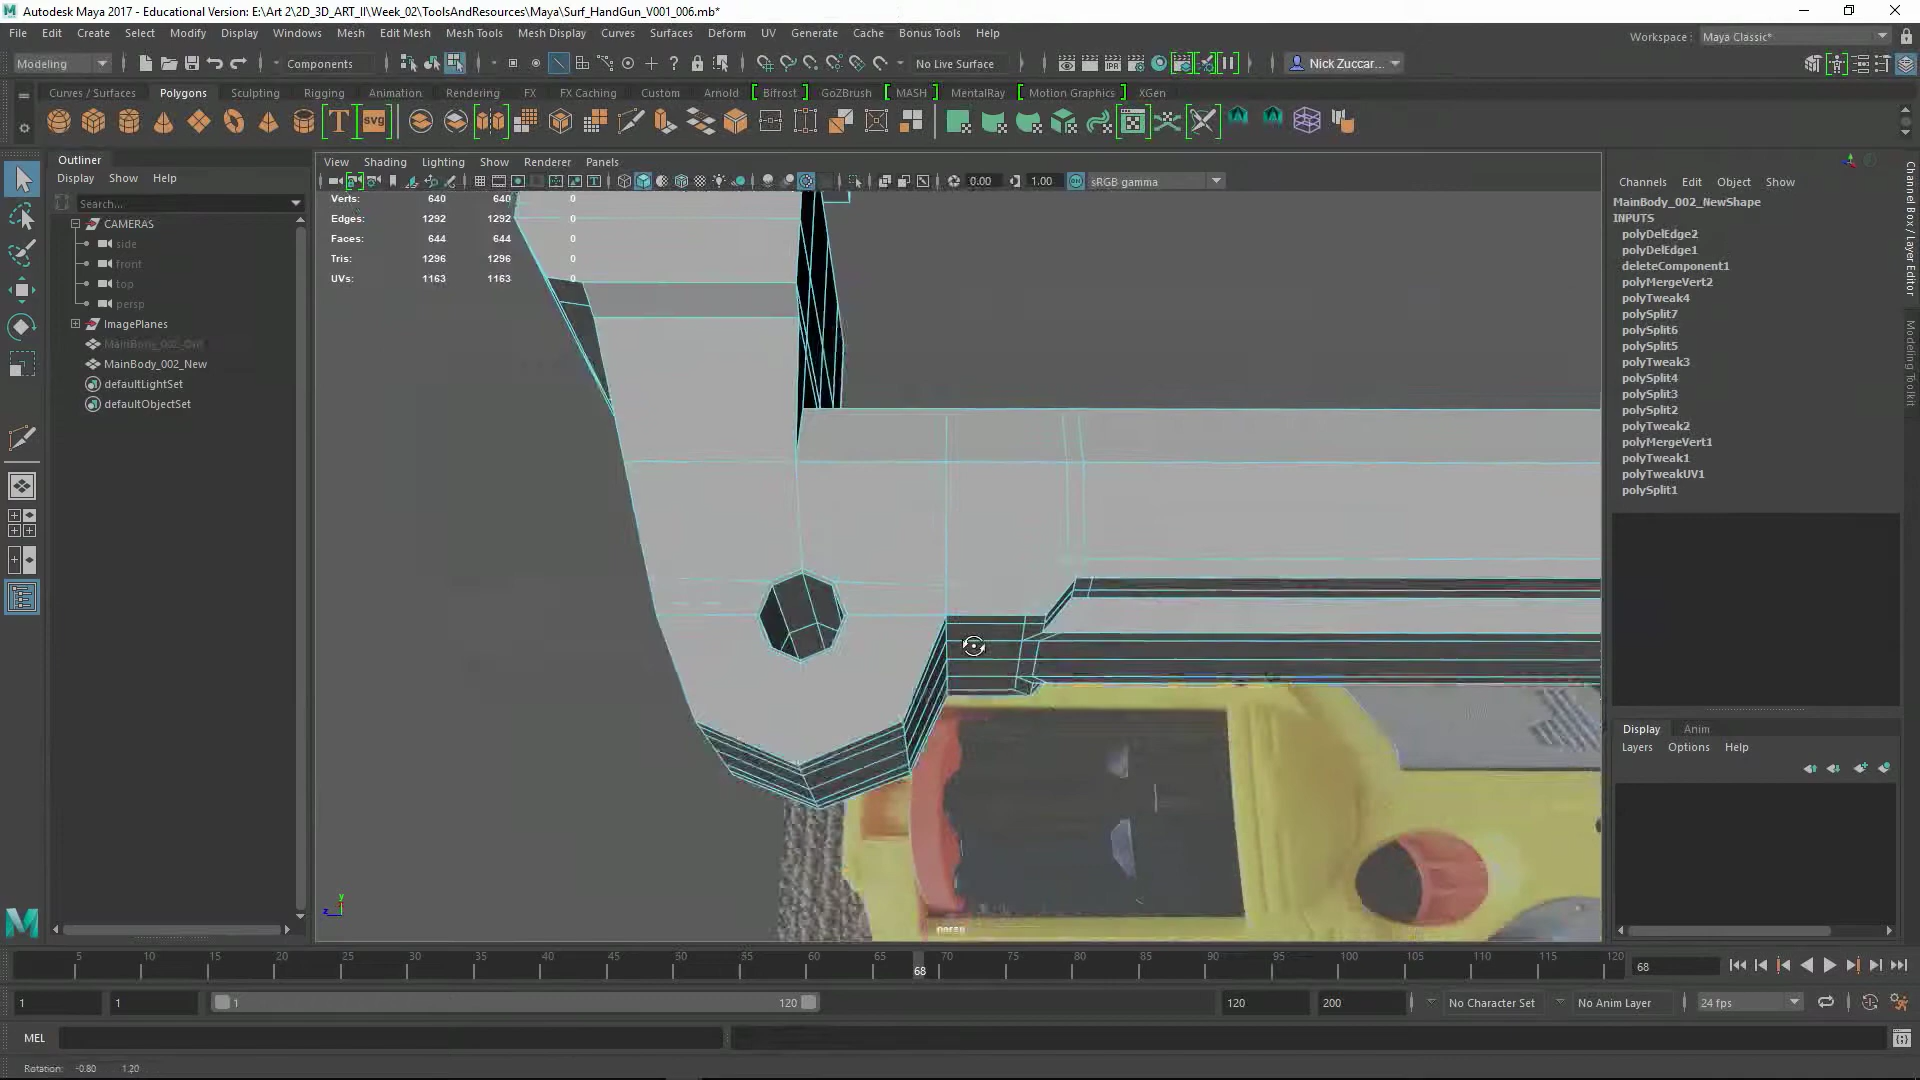 Autodesk Maya 2017 - Educational Version: E:\Art 2\2D_3D_ART_II\Week_02\ToolsAndResources\Maya\Surf_HandGun_V001_006.mb*
File Edit Create Select Modify Display Windows Mesh Edit Mesh Mesh Tools Mesh Display Curves Surfaces Deform UV Generate Cache Bonus Tools Help
Workspace : Maya Classic*
Modeling Components No Live Surface Nick Zuccar...
Curves / Surfaces Polygons Sculpting Rigging Animation Rendering FX FX Caching Custom Arnold Bifrost GoZBrush MASH MentalRay Motion Graphics XGen
T svg
Outliner
Display Show Help
Search...
CAMERAS
side
front
top
persp
ImagePlanes
MainBody_002_New
defaultLightSet
defaultObjectSet
View Shading Lighting Show Renderer Panels
0.00 1.00 ON sRGB gamma
Verts: 640 640 0
Edges: 1292 1292 0
Faces: 644 644 0
Tris: 1296 1296 0
UVs: 1163 1163 0
y
z
persp
Channels Edit Object Show
MainBody_002_NewShape
INPUTS
polyDelEdge2
polyDelEdge1
deleteComponent1
polyMergeVert2
polyTweak4
polySplit7
polySplit6
polySplit5
polyTweak3
polySplit4
polySplit3
polySplit2
polyTweak2
polyMergeVert1
polyTweak1
polyTweakUV1
polySplit1
Channel Box / Layer Editor
Modeling Toolkit
Display Anim
Layers Options Help
5 10 15 20 25 30 35 40 45 50 55 60 65 68 70 75 80 85 90 95 100 105 110 115 120
68
1 1 1 120 120 200 No Character Set No Anim Layer 24 fps
MEL
Rotation: -0.80 1.20